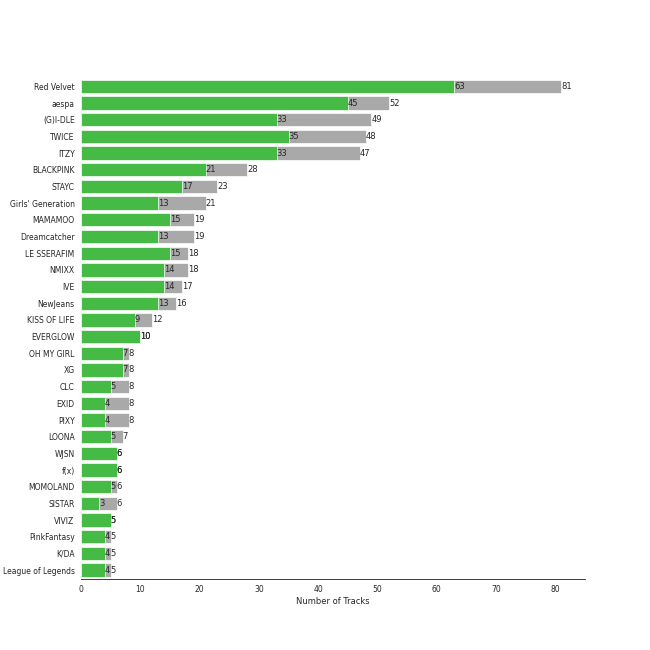 Red Velvet 63 81
aespa 45 52
(G)I-DLE 33 49
TWICE 35 48
ITZY 33 47
BLACKPINK 21 28
STAYC 17 23
Girls' Generation 13 21
MAMAMOO 15 19
Dreamcatcher 13 19
LE SSERAFIM 15 18
NMIXX 14 18
IVE 14 17
NewJeans 13 16
KISS OF LIFE 9 12
EVERGLOW 10 10
OH MY GIRL 7 8
XG 7 8
CLC 5 8
EXID 4 8
PIXY 4 8
LOONA 5 7
WJSN 6 6
f(x) 6 6
MOMOLAND 5 6
SISTAR 3 6
VIVIZ 5 5
PinkFantasy 4 5
K/DA 4 5
League of Legends 4 5
0 10 20 30 40 50 60 70 80
Number of Tracks